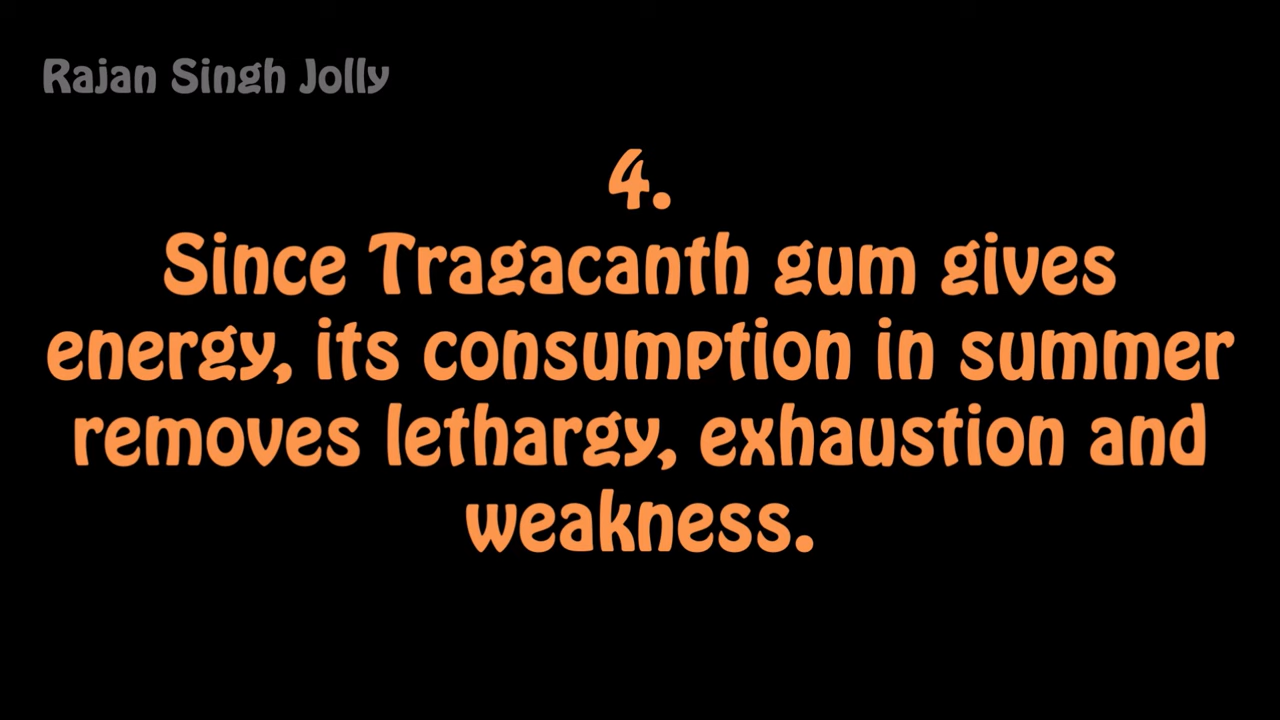 Rajan Singh Jolly
4.
Since Tragacanth gum gives
energy, its consumption in summer
removes lethargy, exhaustion and
weakness.